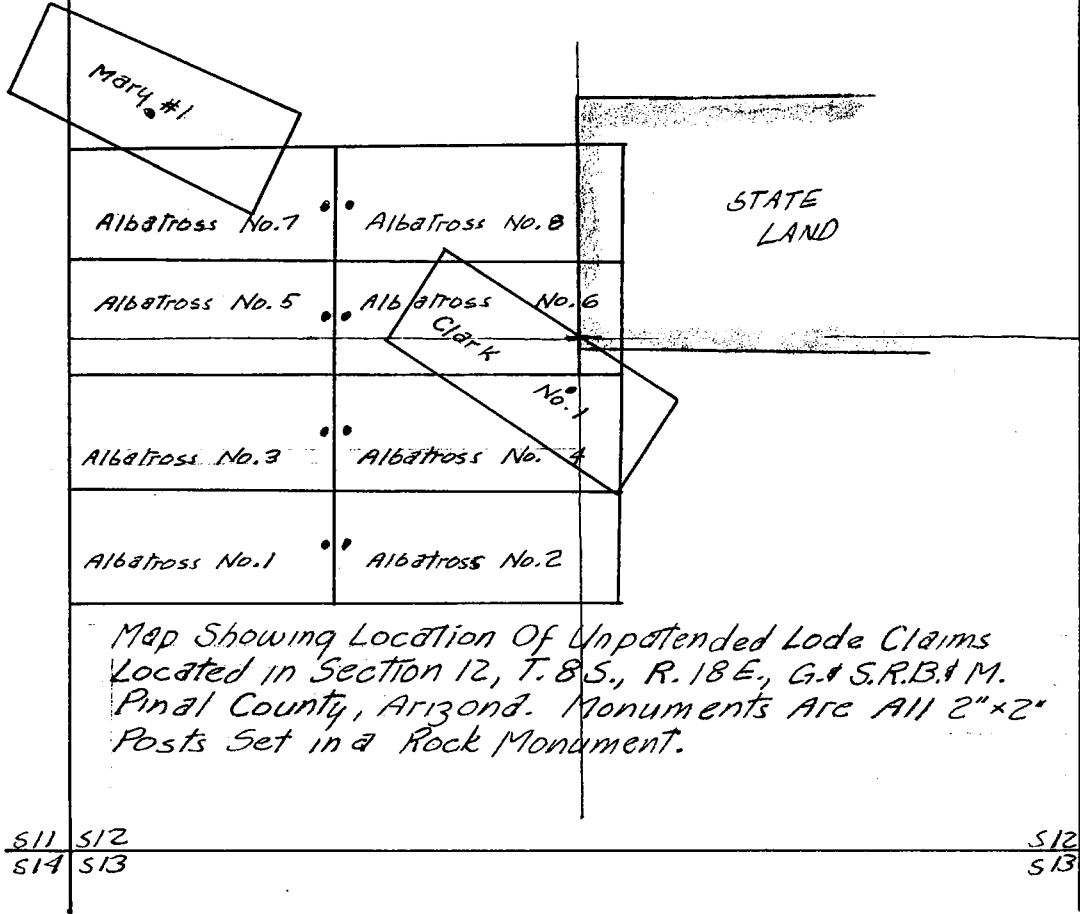 Mary #1
STATE
LAND
Albatross No.7
Albatross No.8
Albatross No.5
Albatross No.6
Clark
No.1
Albatross No.3
Albatross No. 4
Albatross No.1
Albatross No.2
Map Showing Location Of Unpatended Lode Claims
Located in Section 12, T. 8 S., R. 18 E., G. & S.R.B. & M.
Pinal County, Arizona. Monuments Are All 2"x2"
Posts Set in a Rock Monument.
S11 S12
S14 S13
S12
S13